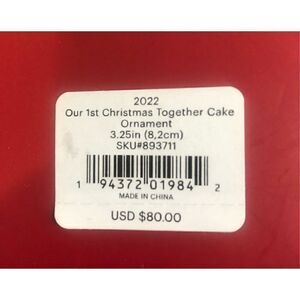 2022
Our 1st Christmas Together Cake
Ornament
3.25in (8,2cm)
SKU#893711
1 94372 01984 2
MADE IN CHINA
USD $80.00